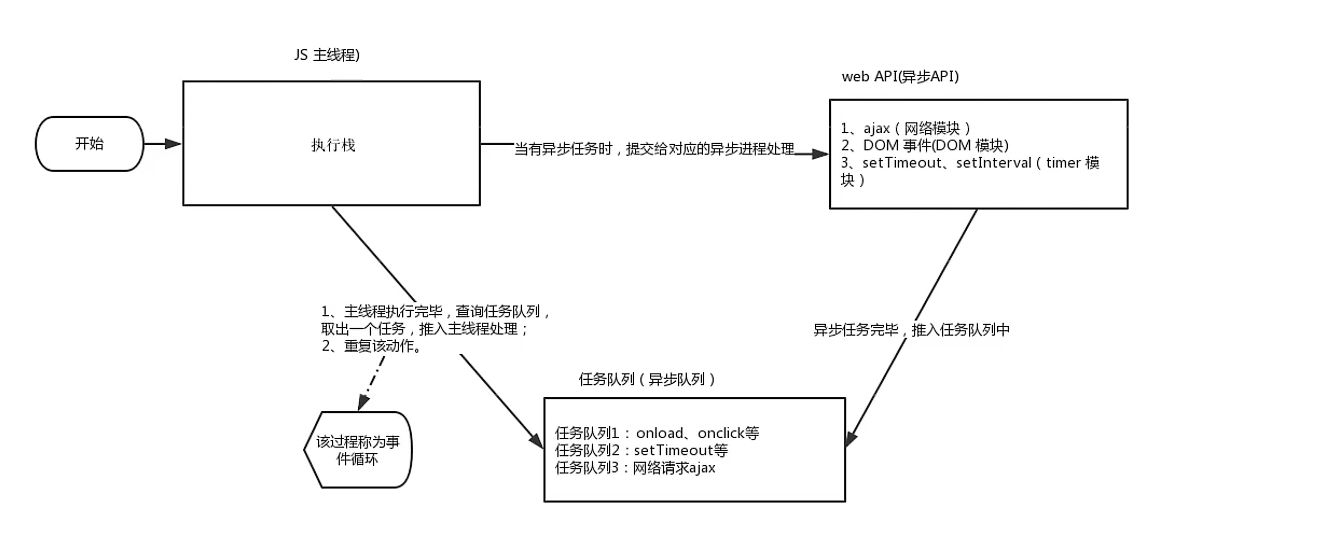 JS 主线程)
web API(异步API)
开始
执行栈
当有异步任务时，提交给对应的异步进程处理
1、ajax（网络模块）
2、DOM 事件(DOM 模块)
3、setTimeout、setInterval（timer 模
块）
1、主线程执行完毕，查询任务队列，
取出一个任务，推入主线程处理；
2、重复该动作。
异步任务完毕，推入任务队列中
任务队列（异步队列）
该过程称为事
件循环
任务队列1：onload、onclick等
任务队列2：setTimeout等
任务队列3：网络请求ajax